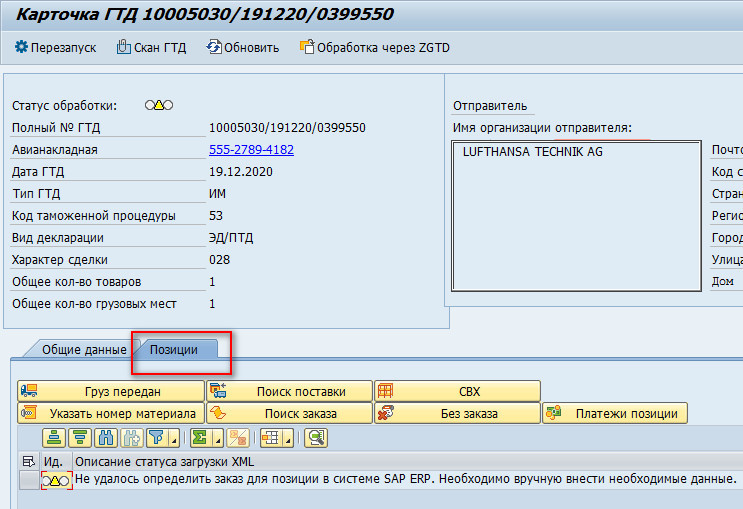 Карточка ГТД 10005030/191220/0399550
Перезапуск Скан ГТД Обновить Обработка через ZGTD
Статус обработки:
Полный № ГТД 10005030/191220/0399550
Авианакладная 555-2789-4182
Дата ГТД 19.12.2020
Тип ГТД ИМ
Код таможенной процедуры 53
Вид декларации ЭД/ПТД
Характер сделки 028
Общее кол-во товаров 1
Общее кол-во грузовых мест 1
Отправитель
Имя организации отправителя:
LUFTHANSA TECHNIK AG
Почто
Код с
Стран
Регио
Город
Улица
Дом
Общие данные Позиции
Груз передан Поиск поставки СВХ
Указать номер материала Поиск заказа Без заказа Платежи позиции
Ид. Описание статуса загрузки XML
Не удалось определить заказ для позиции в системе SAP ERP. Необходимо вручную внести необходимые данные.